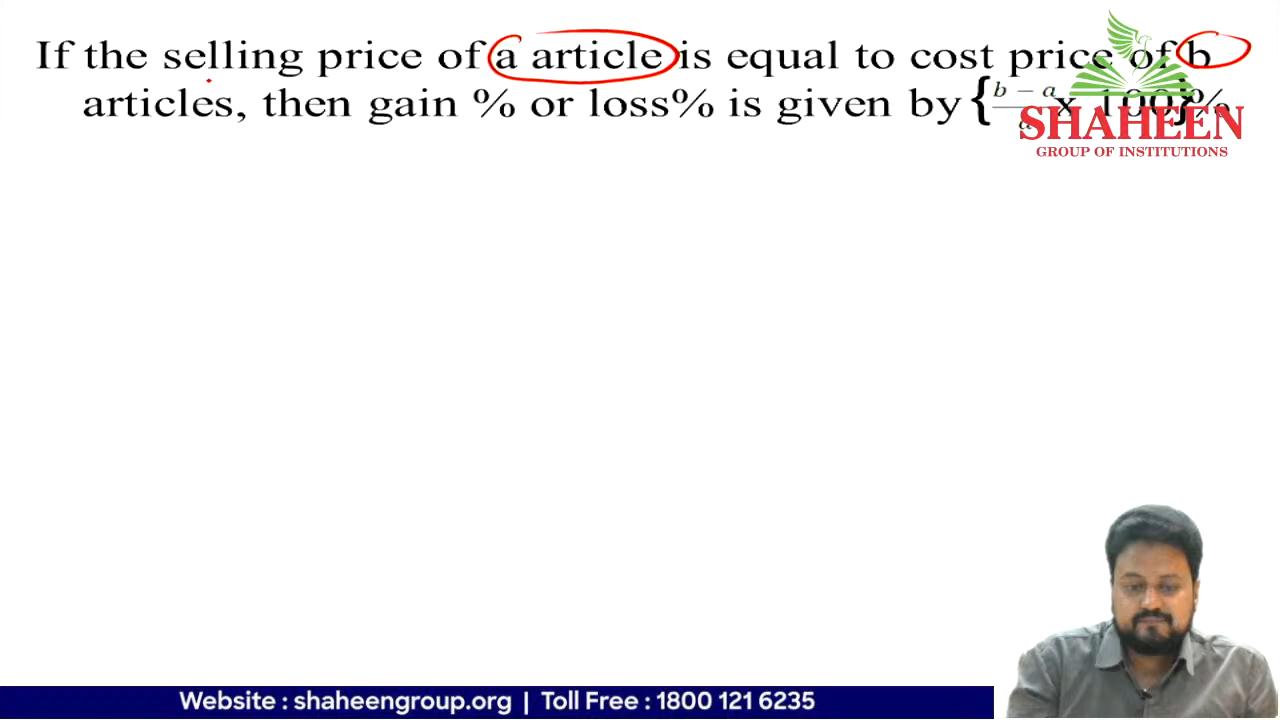 If the selling price of a article is equal to cost price of b
articles, then gain % or loss% is given by {b − a/a x 100}%
SHAHEEN
GROUP OF INSTITUTIONS
Website : shaheengroup.org | Toll Free : 1800 121 6235